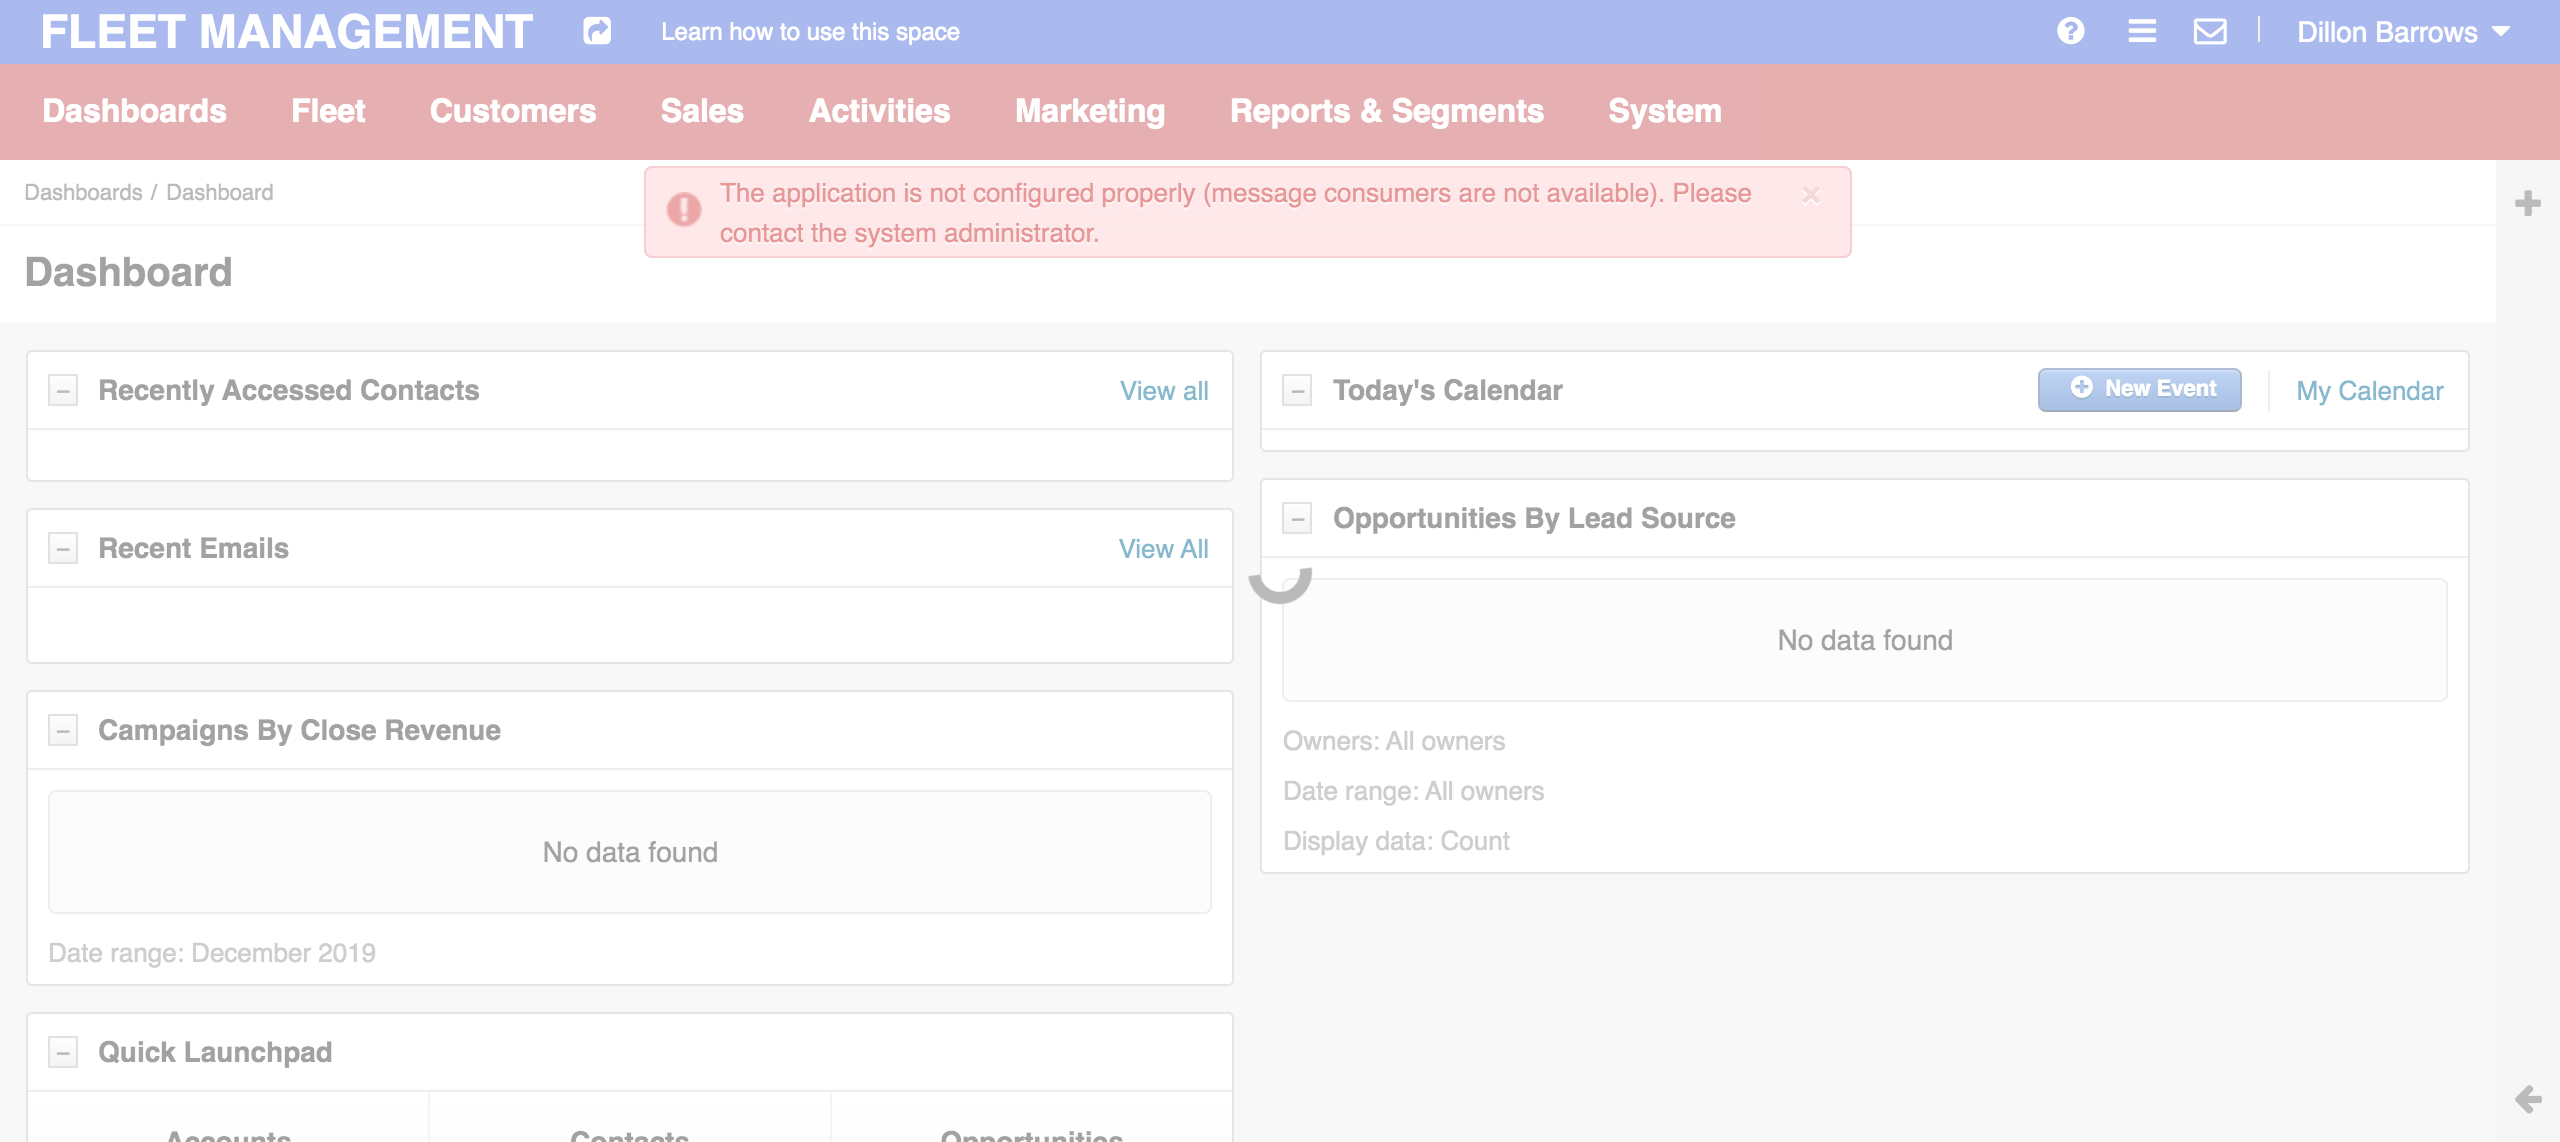 FLEET MANAGEMENT
Learn how to use this space
Dillon Barrows
Dashboards Fleet Customers Sales Activities Marketing Reports & Segments System
Dashboards / Dashboard
The application is not configured properly (message consumers are not available). Please
contact the system administrator.
Dashboard
Recently Accessed Contacts
View all
Recent Emails
View All
Campaigns By Close Revenue
No data found
Date range: December 2019
Quick Launchpad
Accounts
Contacts
Opportunities
Today's Calendar
New Event
My Calendar
Opportunities By Lead Source
No data found
Owners: All owners
Date range: All owners
Display data: Count